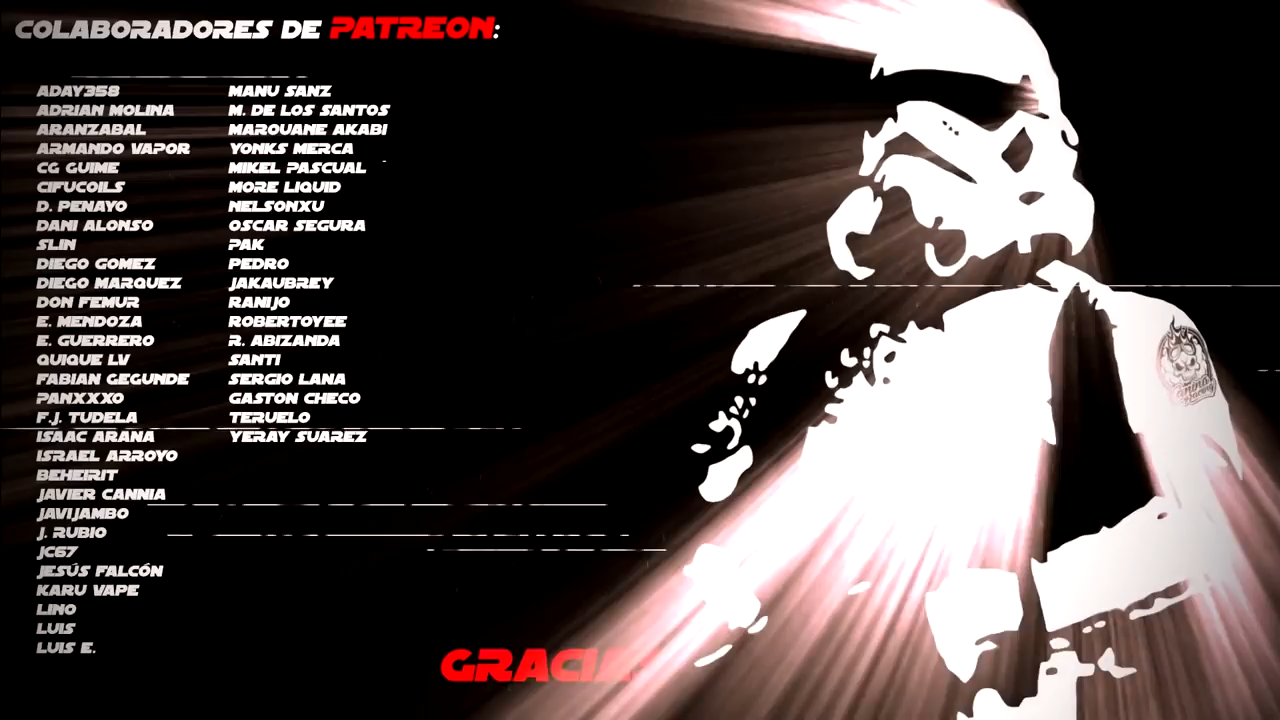 COLABORADORES DE PATREON:
ADAY358
ADRIAN MOLINA
ARANZABAL
ARMANDO VAPOR
CG GUIME
CIFUCOILS
D. PENAYO
DANI ALONSO
SLIN
DIEGO GOMEZ
DIEGO MARQUEZ
DON FEMUR
E. MENDOZA
E. GUERRERO
QUIQUE LV
FABIAN GEGUNDE
PANXXXO
F.J. TUDELA
ISAAC ARANA
ISRAEL ARROYO
BEHEIRIT
JAVIER CANNIA
JAVIJAMBO
J. RUBIO
JC67
JESÚS FALCÓN
KARU VAPE
LINO
LUIS
LUIS E.
MANU SANZ
M. DE LOS SANTOS
MAROUANE AKABI
YONKS MERCA
MIKEL PASCUAL
MORE LIQUID
NELSONXU
OSCAR SEGURA
PAK
PEDRO
JAKAUBREY
RANIJO
ROBERTOYEE
R. ABIZANDA
SANTI
SERGIO LANA
GASTON CHECO
TERUELO
YERAY SUAREZ